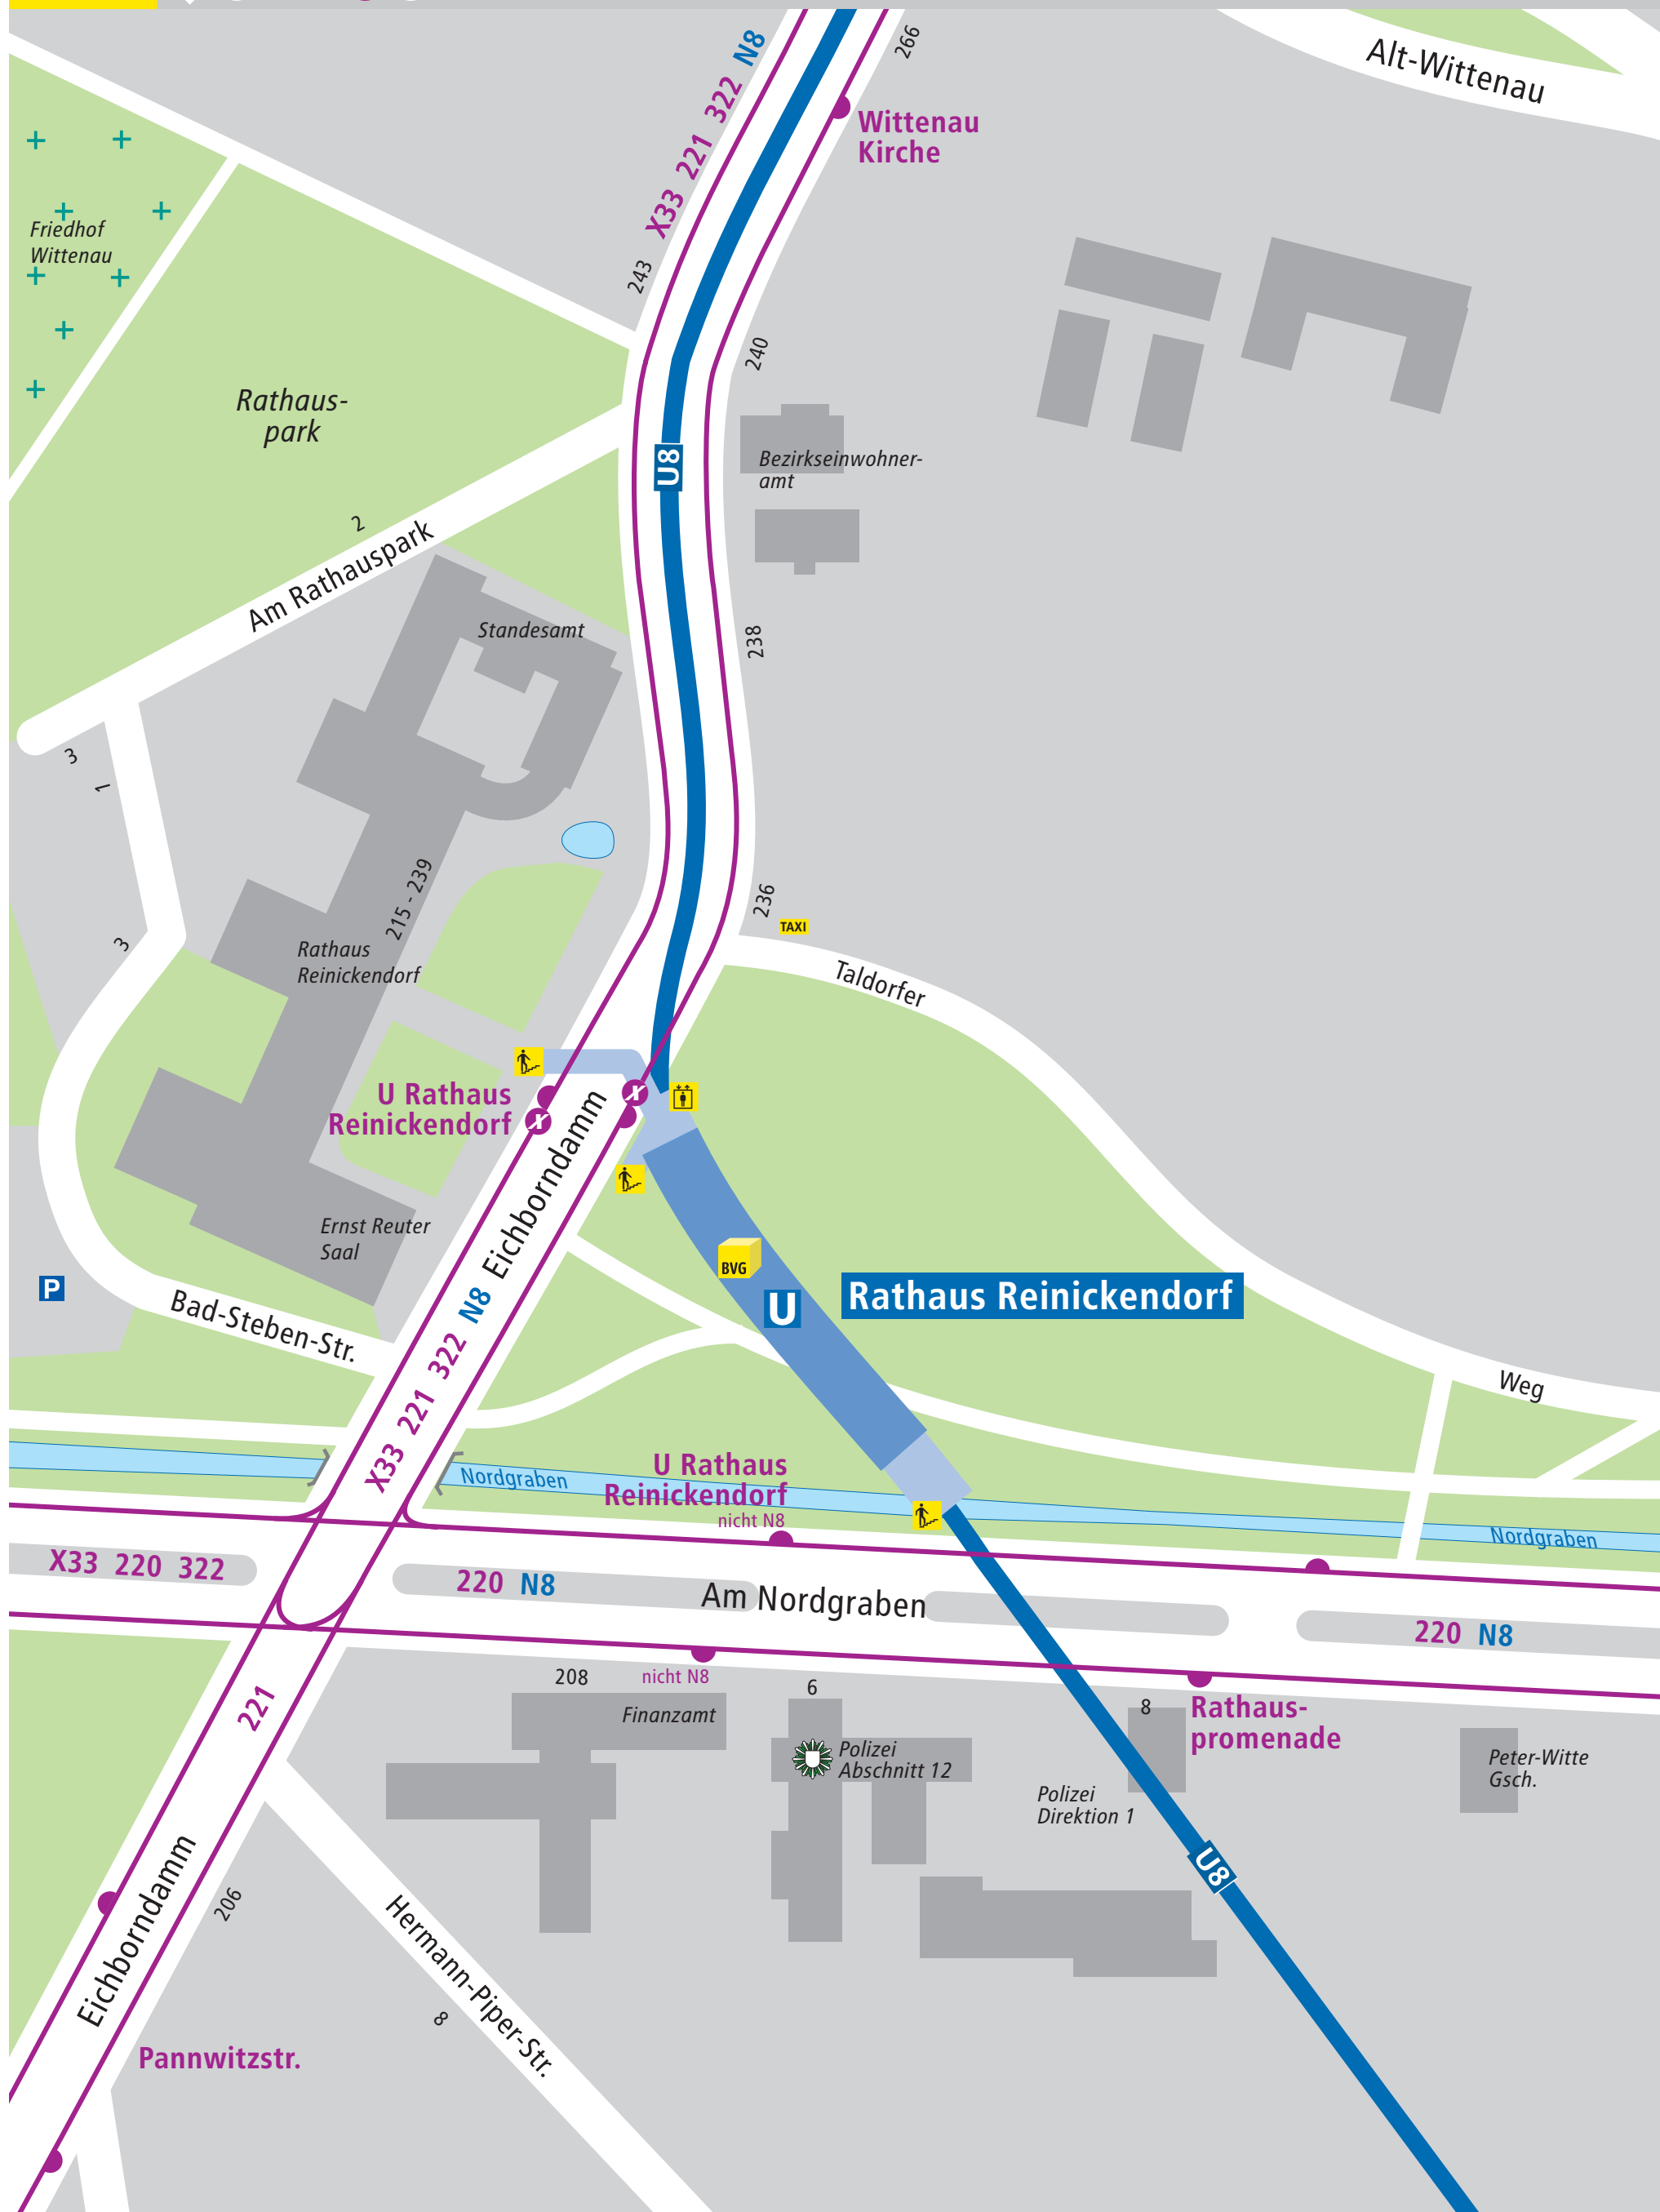 N8
X33 221 322
266
Alt-Wittenau
Wittenau
Kirche
Friedhof
Wittenau
243
240
Rathaus-
park
U8
Bezirkseinwohner-
amt
2
Am Rathauspark
Standesamt
238
3
1
215 - 239
236
TAXI
3
Rathaus
Reinickendorf
Taldorfer
U Rathaus
Reinickendorf
X
X
Eichborndamm
Ernst Reuter
Saal
BVG
P
U
Rathaus Reinickendorf
Bad-Steben-Str.
X33 221 322 N8
Weg
U Rathaus
Reinickendorf
nicht N8
Nordgraben
Nordgraben
X33 220 322
220 N8
Am Nordgraben
220 N8
208
nicht N8
6
8
Rathaus-
promenade
221
Finanzamt
Polizei
Abschnitt 12
Peter-Witte
Gsch.
Polizei
Direktion 1
U8
Eichborndamm
206
Hermann-Piper-Str.
8
Pannwitzstr.